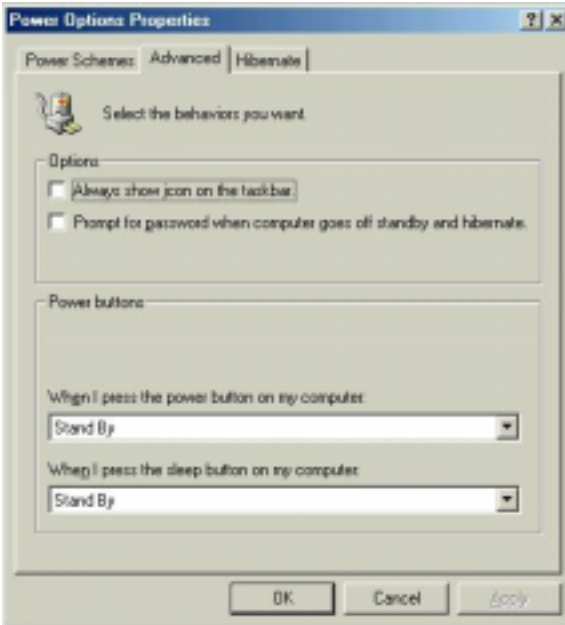 Power Options Properties
Power Schemes Advanced Hibernate
Select the behaviors you want.
Options
Always show icon on the taskbar.
Prompt for password when computer goes off standby and hibernate.
Power buttons
When I press the power button on my computer:
Stand By
When I press the sleep button on my computer:
Stand By
OK Cancel Apply